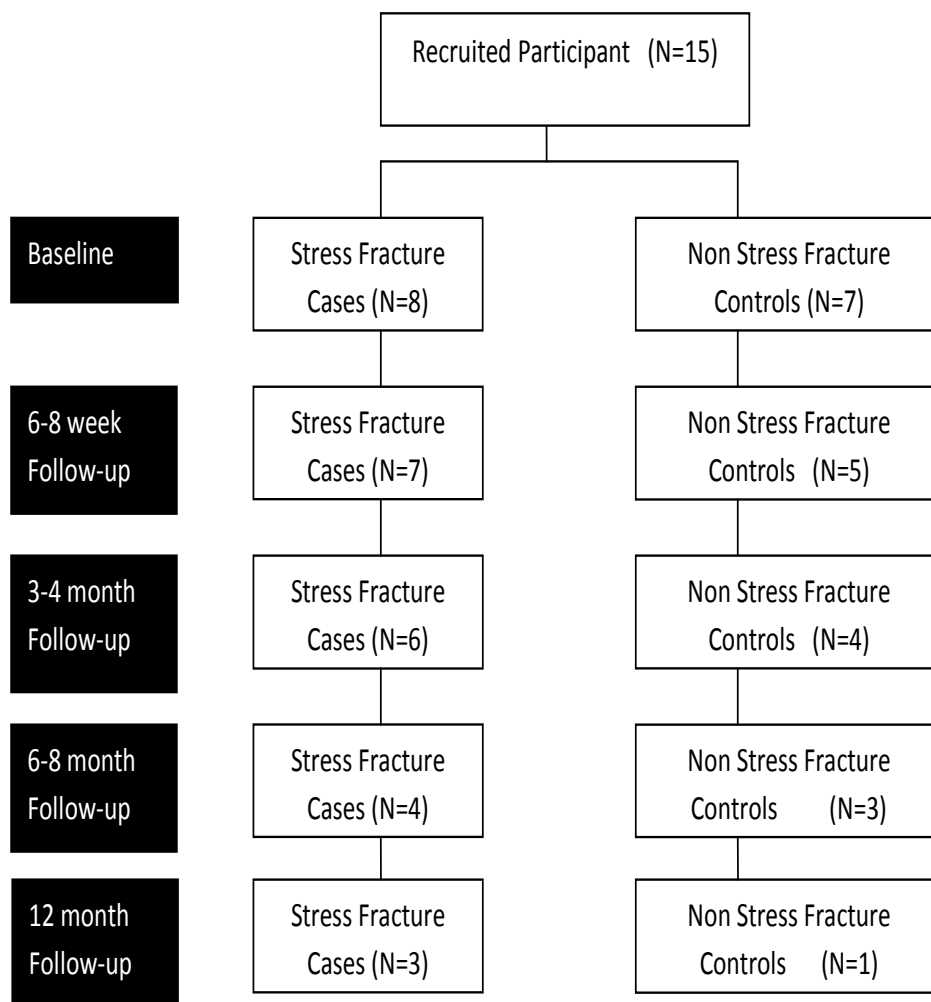 Recruited Participant (N=15)
Baseline
Stress Fracture
Cases (N=8)
Non Stress Fracture
Controls (N=7)
6-8 week
Follow-up
Stress Fracture
Cases (N=7)
Non Stress Fracture
Controls (N=5)
3-4 month
Follow-up
Stress Fracture
Cases (N=6)
Non Stress Fracture
Controls (N=4)
6-8 month
Follow-up
Stress Fracture
Cases (N=4)
Non Stress Fracture
Controls (N=3)
12 month
Follow-up
Stress Fracture
Cases (N=3)
Non Stress Fracture
Controls (N=1)